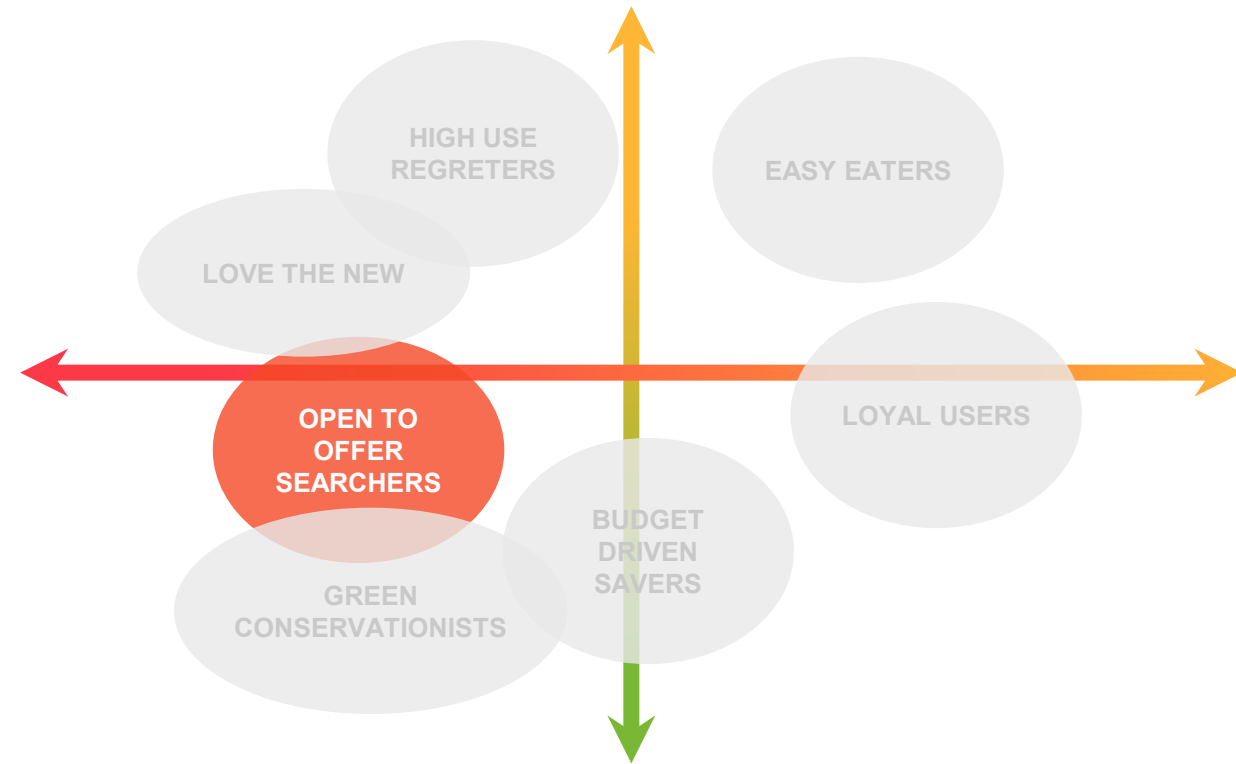 HIGH USE
REGRETERS
EASY EATERS
LOVE THE NEW
OPEN TO
OFFER
SEARCHERS
LOYAL USERS
BUDGET
DRIVEN
SAVERS
GREEN
CONSERVATIONISTS